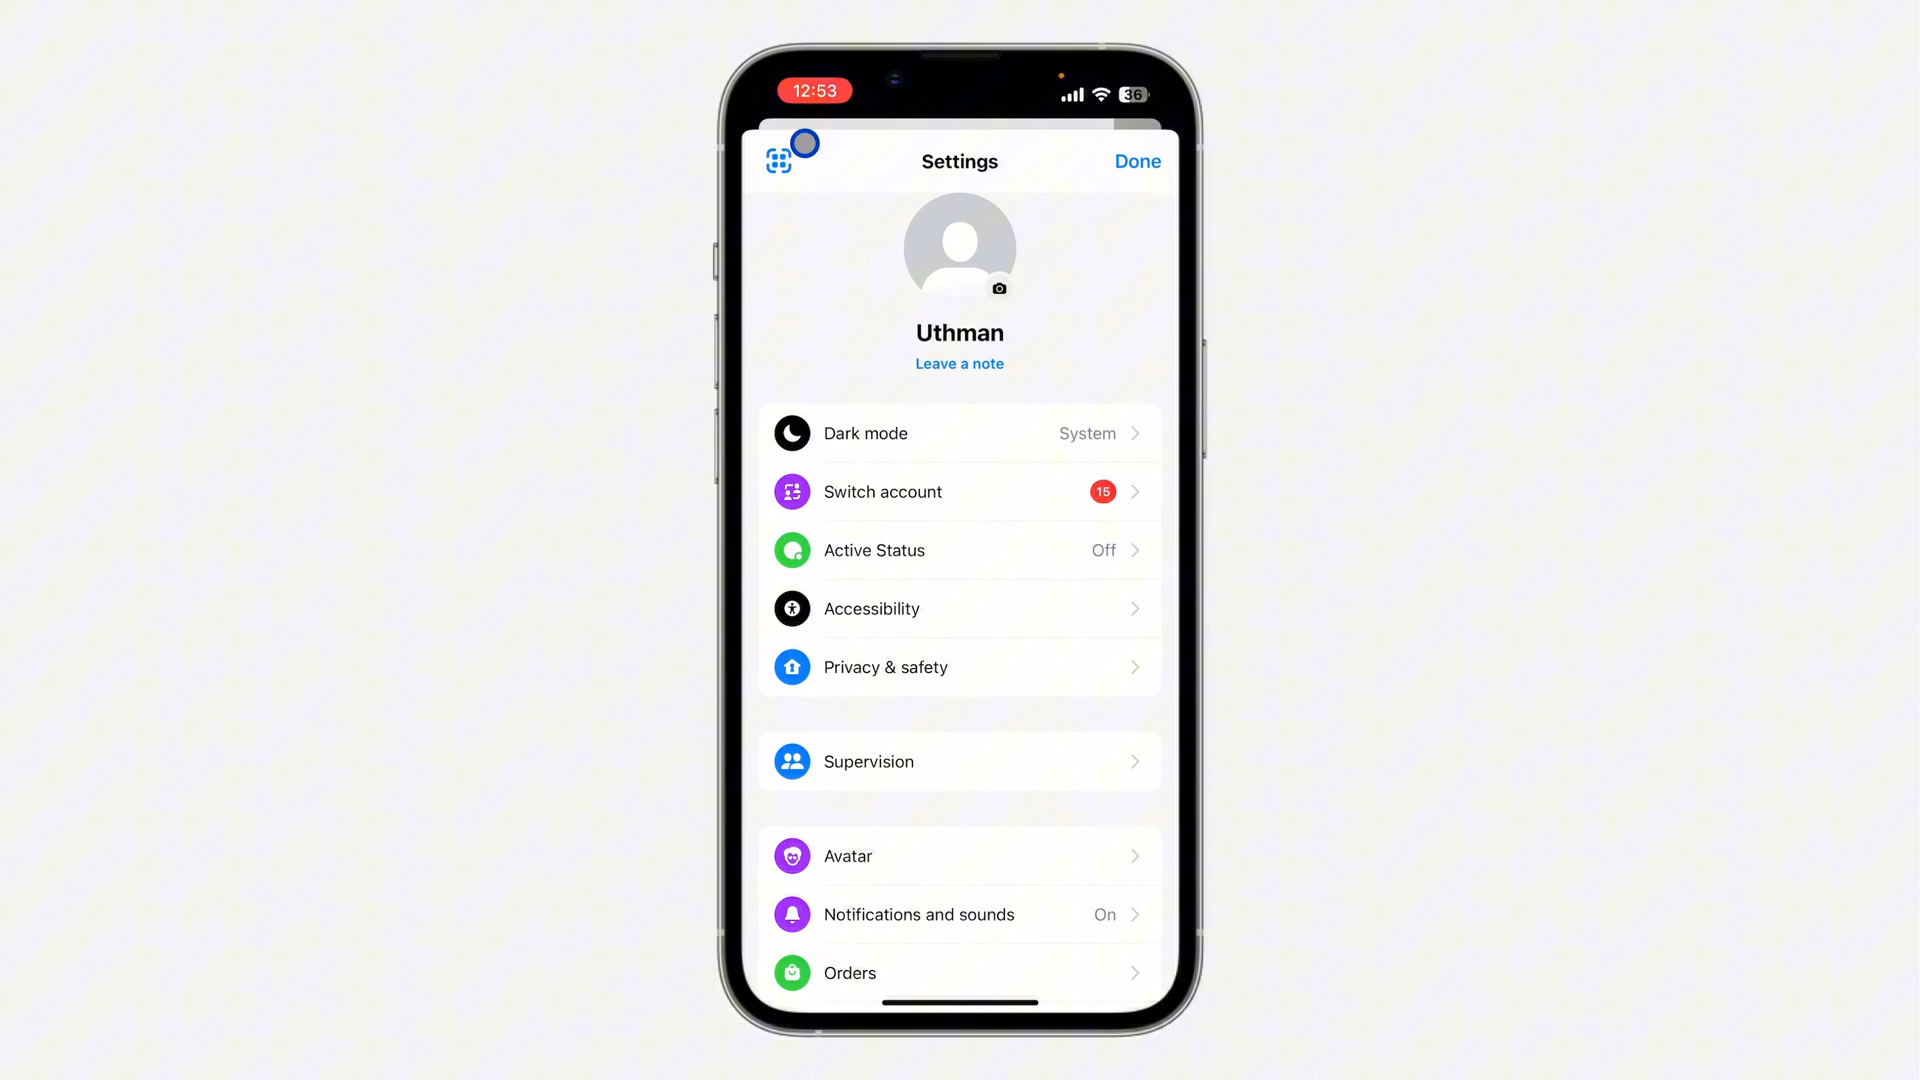 12:53
36
Settings
Done
Uthman
Leave a note
Dark mode
System
Switch account
15
Active Status
Off
Accessibility
Privacy & safety
Supervision
Avatar
Notifications and sounds
On
Orders